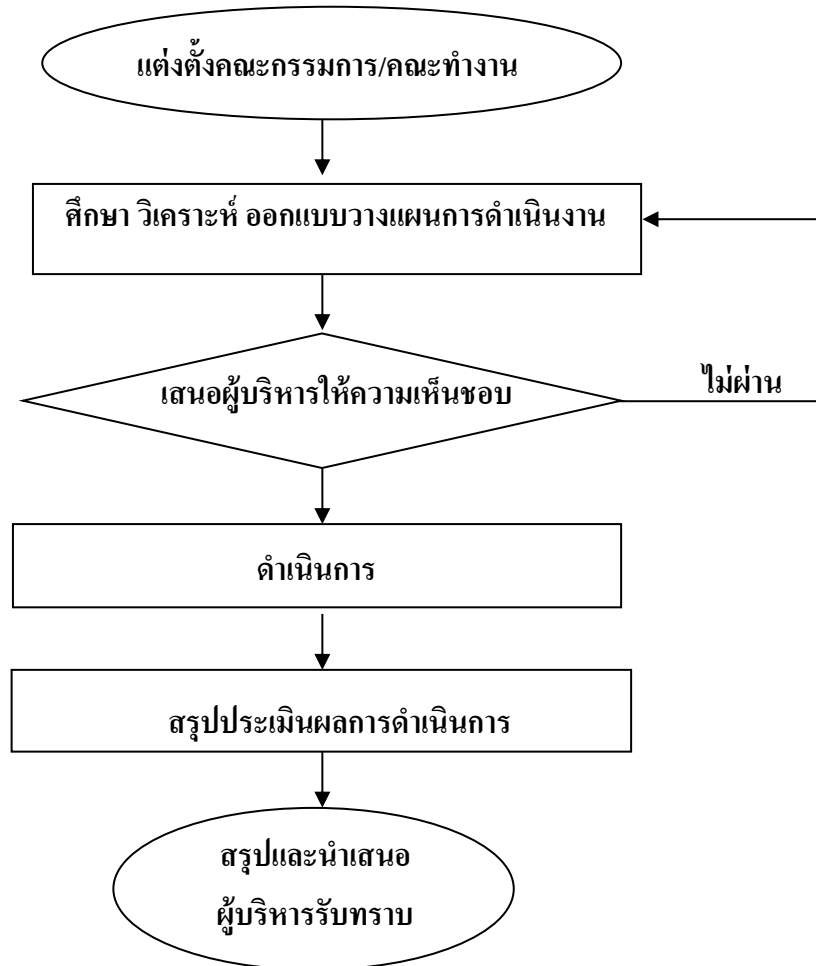 แต่งตั้งคณะกรรมการ/คณะทำงาน
ศึกษา วิเคราะห์ ออกแบบวางแผนการดำเนินงาน
เสนอผู้บริหารให้ความเห็นชอบ
ไม่ผ่าน
ดำเนินการ
สรุปประเมินผลการดำเนินการ
สรุปและนำเสนอ
ผู้บริหารรับทราบ